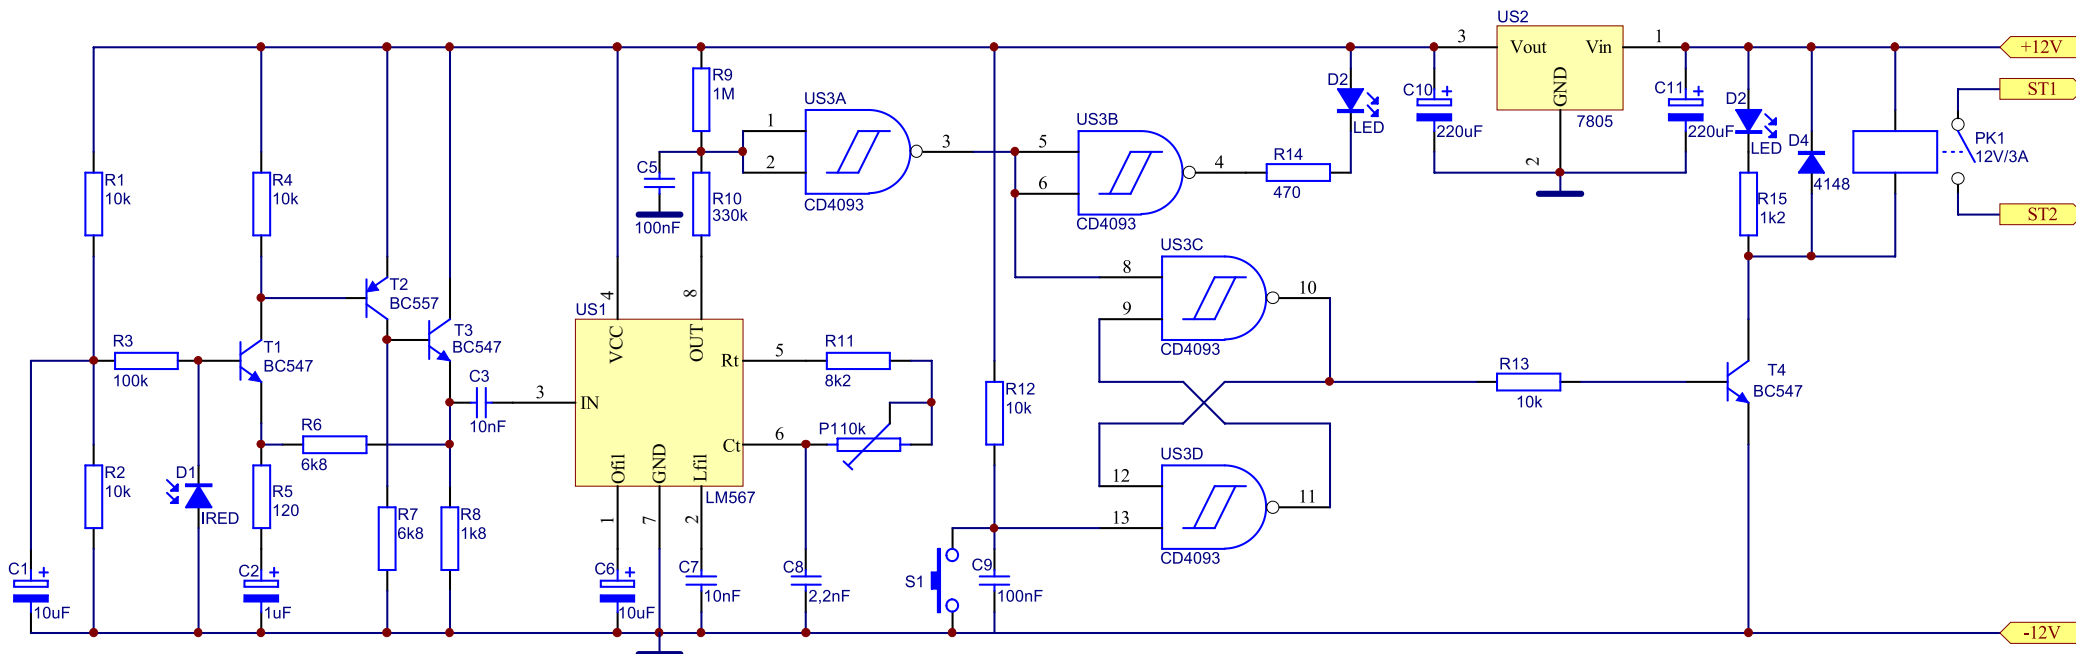 US2
3
Vout
Vin
1
GND
2
7805
+12V
ST1
PK1
12V/3A
ST2
C10
220uF
C11
220uF
D2
LED
D2
LED
D4
4148
R15
1k2
R9
1M
US3A
1
2
3
CD4093
US3B
5
6
4
CD4093
R14
470
C5
100nF
R10
330k
R1
10k
R4
10k
T2
BC557
T3
BC547
R3
100k
T1
BC547
US1
4
8
VCC
OUT
Rt
5
R11
8k2
C3
10nF
3
IN
Ct
6
P110k
Ofil
GND
Lfil
LM567
1
7
2
US3C
8
9
10
CD4093
R12
10k
R13
10k
T4
BC547
R6
6k8
R2
10k
D1
IRED
R5
120
R7
6k8
R8
1k8
US3D
12
13
11
CD4093
C1
10uF
C2
1uF
C6
10uF
C7
10nF
C8
2,2nF
S1
C9
100nF
-12V